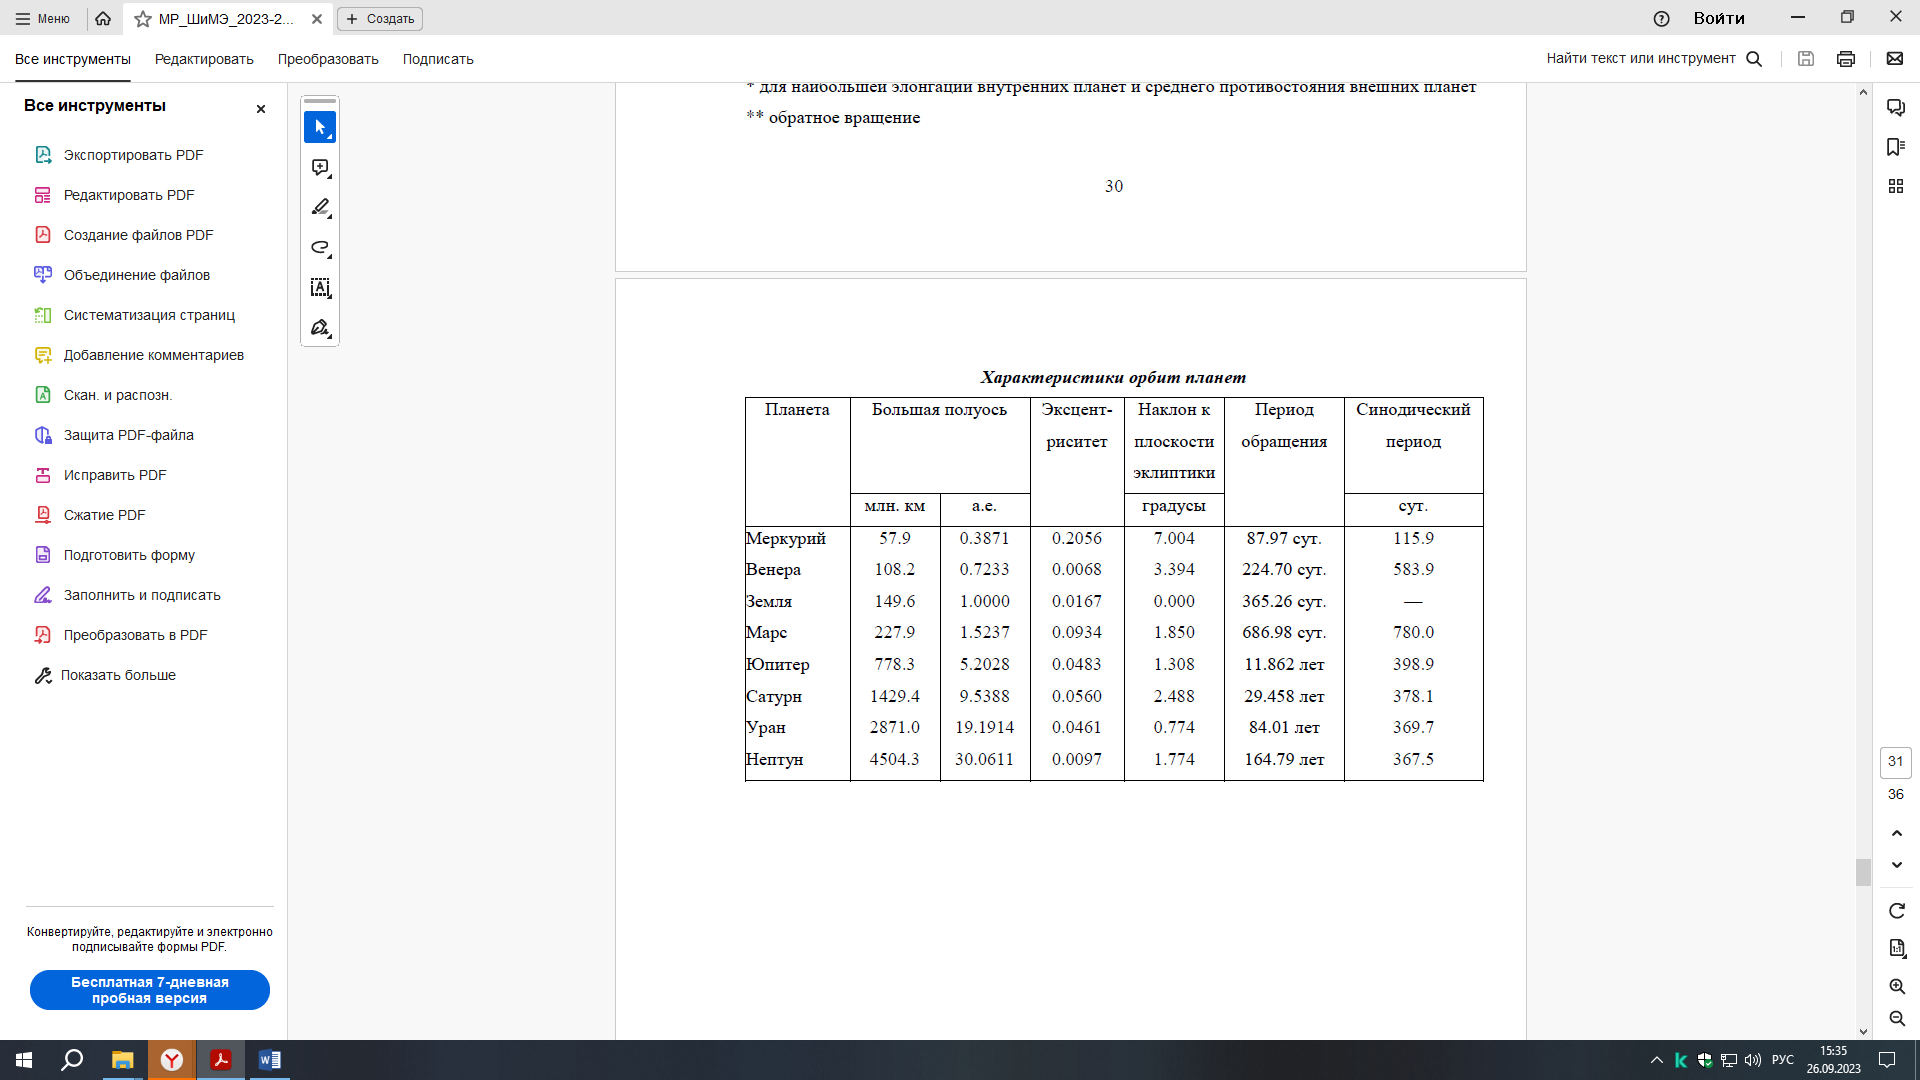 Меню
МР_ШиМЭ_2023-2...
Создать
Войти
Все инструменты
Редактировать
Преобразовать
Подписать
Найти текст или инструмент
Все инструменты
Экспортировать PDF
Редактировать PDF
Создание файлов PDF
Объединение файлов
Систематизация страниц
Добавление комментариев
Скан. и распозн.
Защита PDF-файла
Исправить PDF
Сжатие PDF
Подготовить форму
Заполнить и подписать
Преобразовать в PDF
Показать больше
Конвертируйте, редактируйте и электронно
подписывайте формы PDF.
Бесплатная 7-дневная
пробная версия
* для наибольшей элонгации внутренних планет и среднего противостояния внешних планет
** обратное вращение
30
Характеристики орбит планет
Планета Большая полуось Эксцент- Наклон к Период Синодический
риситет плоскости обращения период
эклиптики
млн. км а.е. градусы сут.
Меркурий 57.9 0.3871 0.2056 7.004 87.97 сут. 115.9
Венера 108.2 0.7233 0.0068 3.394 224.70 сут. 583.9
Земля 149.6 1.0000 0.0167 0.000 365.26 сут. —
Марс 227.9 1.5237 0.0934 1.850 686.98 сут. 780.0
Юпитер 778.3 5.2028 0.0483 1.308 11.862 лет 398.9
Сатурн 1429.4 9.5388 0.0560 2.488 29.458 лет 378.1
Уран 2871.0 19.1914 0.0461 0.774 84.01 лет 369.7
Нептун 4504.3 30.0611 0.0097 1.774 164.79 лет 367.5
31
36
РУС
15:35
26.09.2023